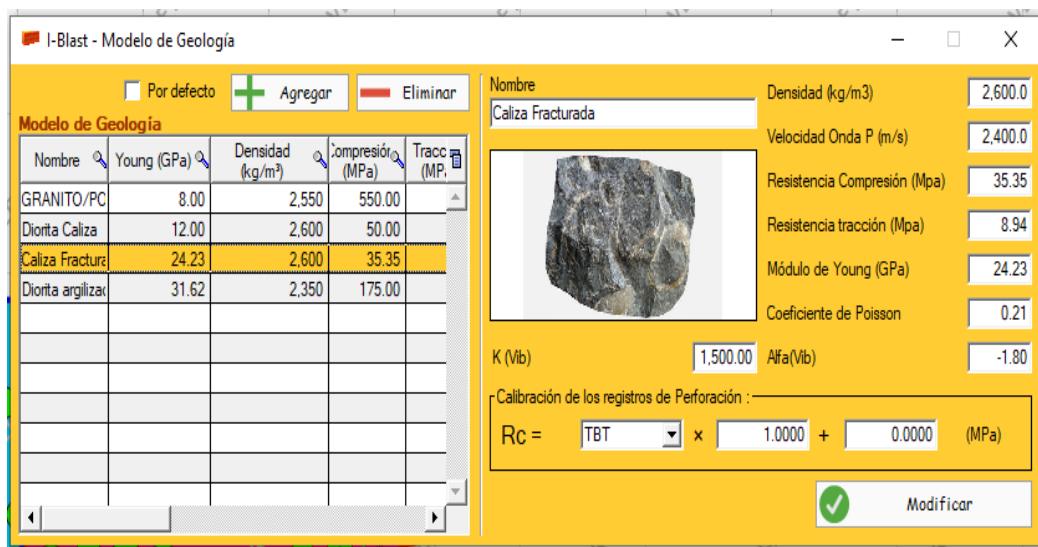 I-Blast - Modelo de Geología
Por defecto Agregar Eliminar
Modelo de Geología
Nombre Young (GPa) Densidad (kg/m³) (MPa)
GRANITO/PO 8.00 2,550 550.00
Diorita Caliza 12.00 2,600 50.00
Caliza Fractura 24.23 2,600 35.35
Diorita argilizad 31.62 2,350 175.00
Nombre
Caliza Fracturada
Densidad (kg/m3) 2,600.0
Velocidad Onda P (m/s) 2,400.0
Resistencia Compresión (Mpa) 35.35
Resistencia tracción (Mpa) 8.94
Módulo de Young (GPa) 24.23
Coeficiente de Poisson 0.21
K (Vib) 1,500.00 Alfa(Vib) -1.80
Calibración de los registros de Perforación :
Rc = TBT × 1.0000 + 0.0000 (MPa)
Modificar